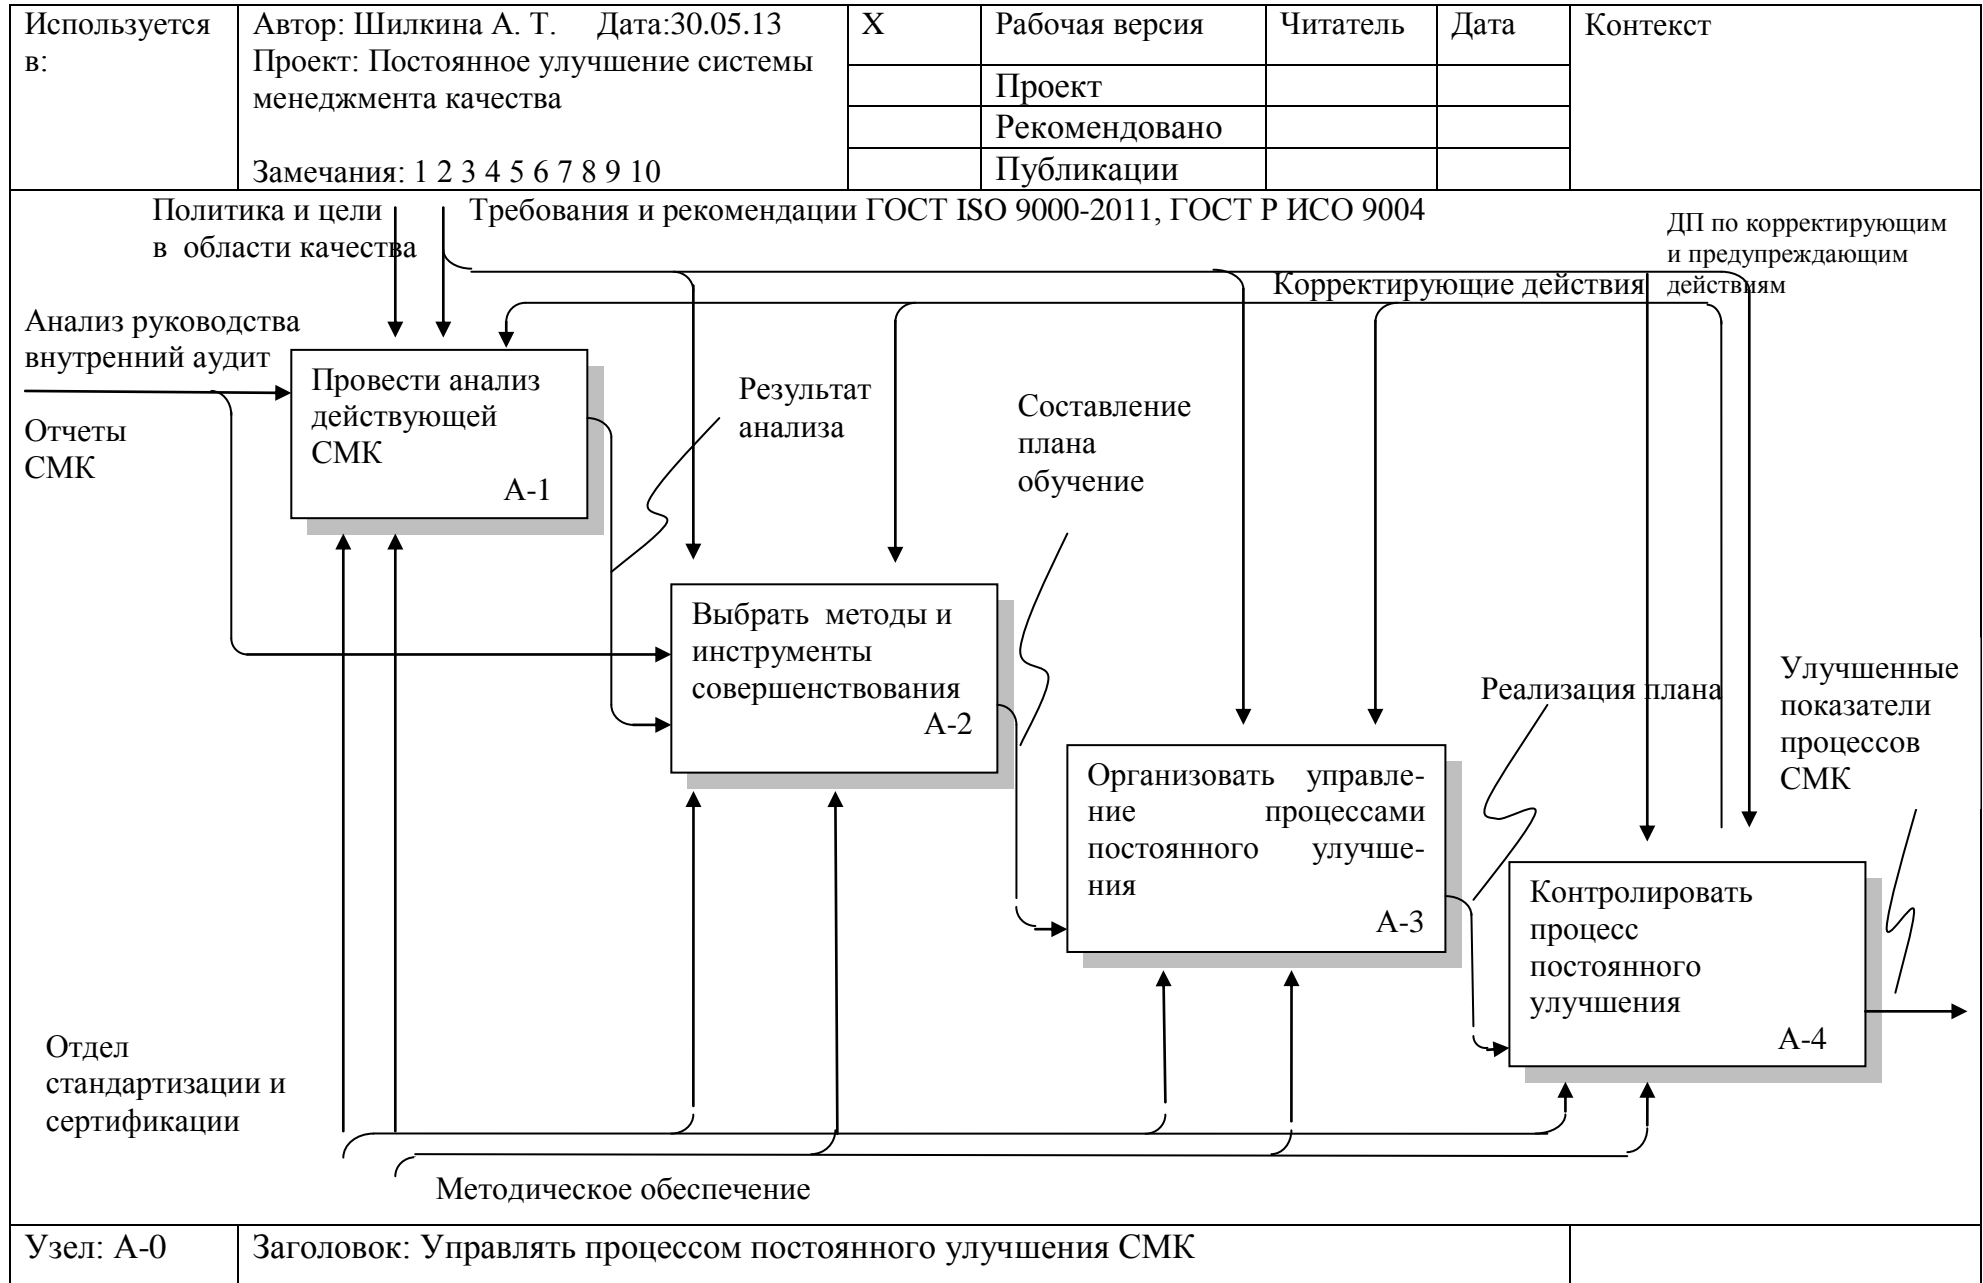 Используется
в:
Автор: Шилкина А. Т. Дата:30.05.13
Проект: Постоянное улучшение системы
менеджмента качества
Замечания: 1 2 3 4 5 6 7 8 9 10
X
Рабочая версия
Читатель
Дата
Контекст
Проект
Рекомендовано
Публикации
Политика и цели
в области качества
Требования и рекомендации ГОСТ ISO 9000-2011, ГОСТ Р ИСО 9004
ДП по корректирующим
и предупреждающим
действиям
Корректирующие действия
Анализ руководства
внутренний аудит
Отчеты
СМК
Провести анализ
действующей
СМК
А-1
Результат
анализа
Составление
плана
обучение
Выбрать методы и
инструменты
совершенствования
А-2
Реализация плана
Улучшенные
показатели
процессов
СМК
Организовать управле-
ние процессами
постоянного улучше-
ния
А-3
Контролировать
процесс
постоянного
улучшения
А-4
Отдел
стандартизации и
сертификации
Методическое обеспечение
Узел: А-0
Заголовок: Управлять процессом постоянного улучшения СМК